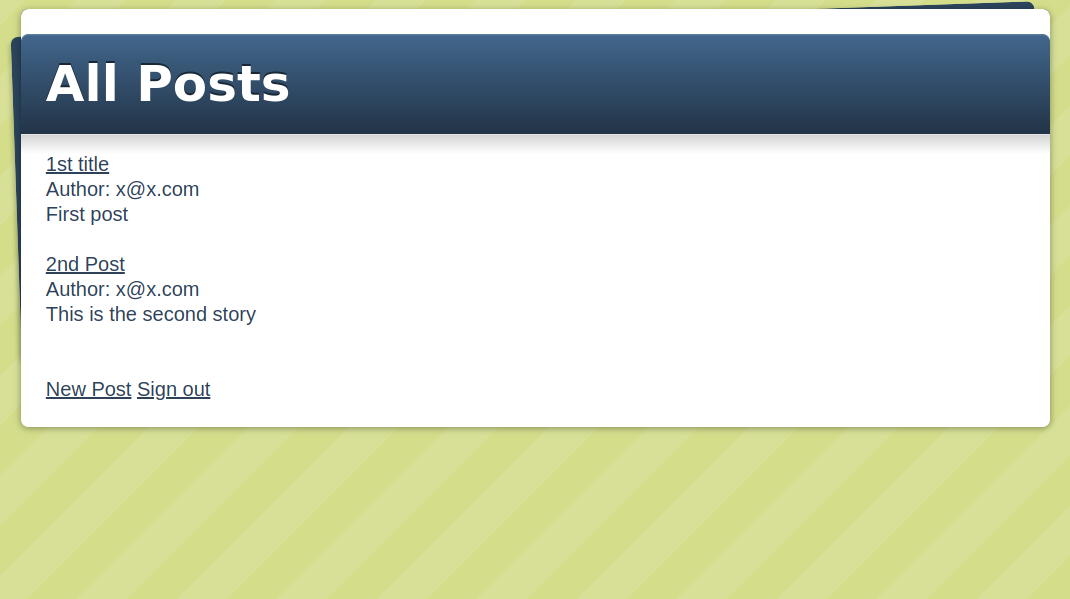 All Posts
1st title
Author: x@x.com
First post
2nd Post
Author: x@x.com
This is the second story
New Post Sign out